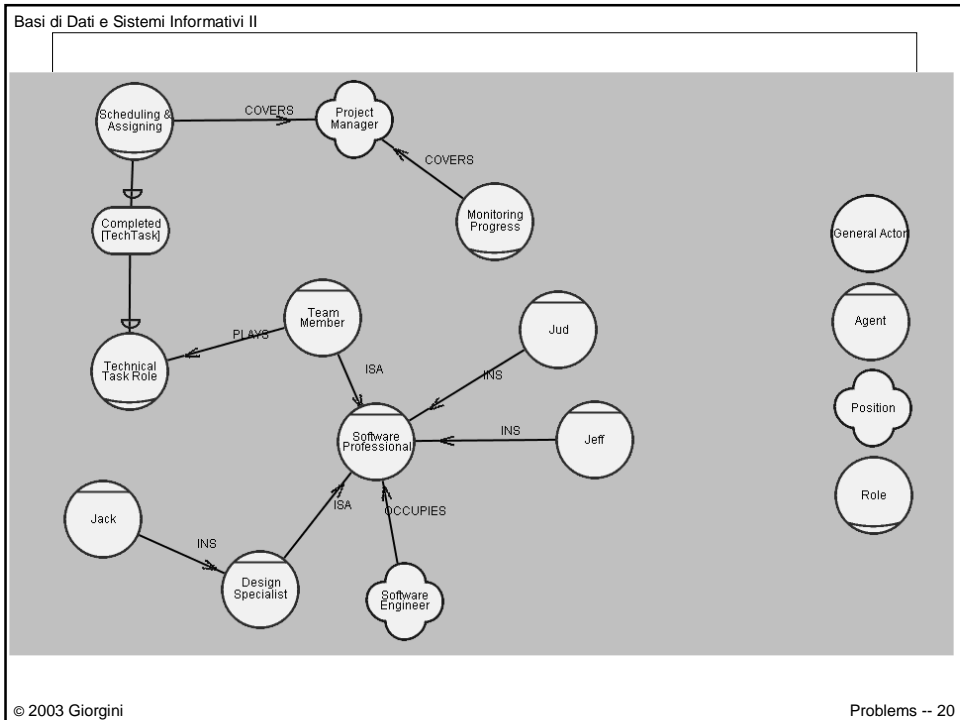 Basi di Dati e Sistemi Informativi II
Scheduling &
Assigning
COVERS
Project
Manager
COVERS
Monitoring
Progress
Completed
[TechTask]
General Actor
Team
Member
Jud
Agent
PLAYS
Technical
Task Role
ISA
INS
Position
Software
Professional
INS
Jeff
Role
Jack
ISA
OCCUPIES
INS
Design
Specialist
Software
Engineer
© 2003 Giorgini
Problems -- 20